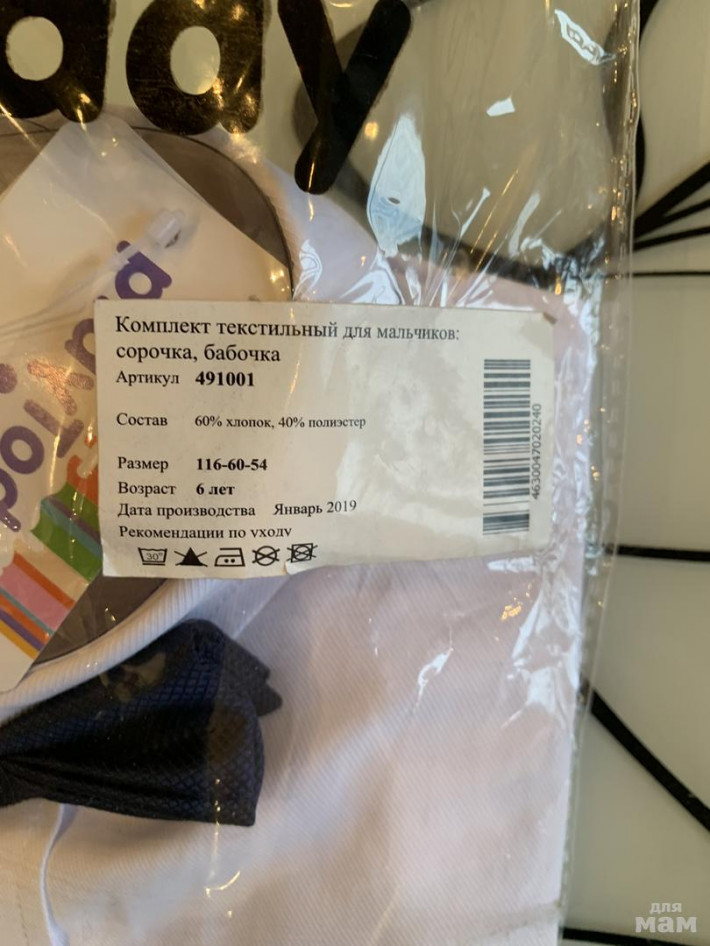 Комплект текстильный для мальчиков:
сорочка, бабочка
Артикул 491001
Состав 60% хлопок, 40% полиэстер
Размер 116-60-54
Возраст 6 лет
Дата производства Январь 2019
Рекомендации по уходу
30°
4630047020240
для
мам